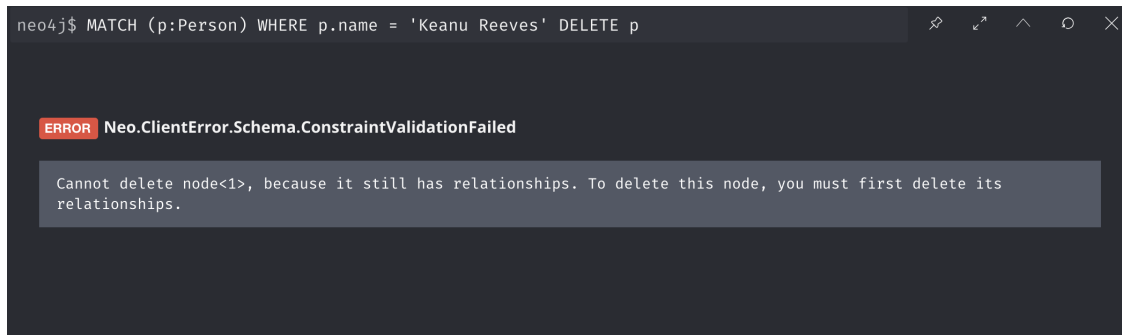 neo4j$ MATCH (p:Person) WHERE p.name = 'Keanu Reeves' DELETE p
ERROR Neo.ClientError.Schema.ConstraintValidationFailed
Cannot delete node<1>, because it still has relationships. To delete this node, you must first delete its
relationships.